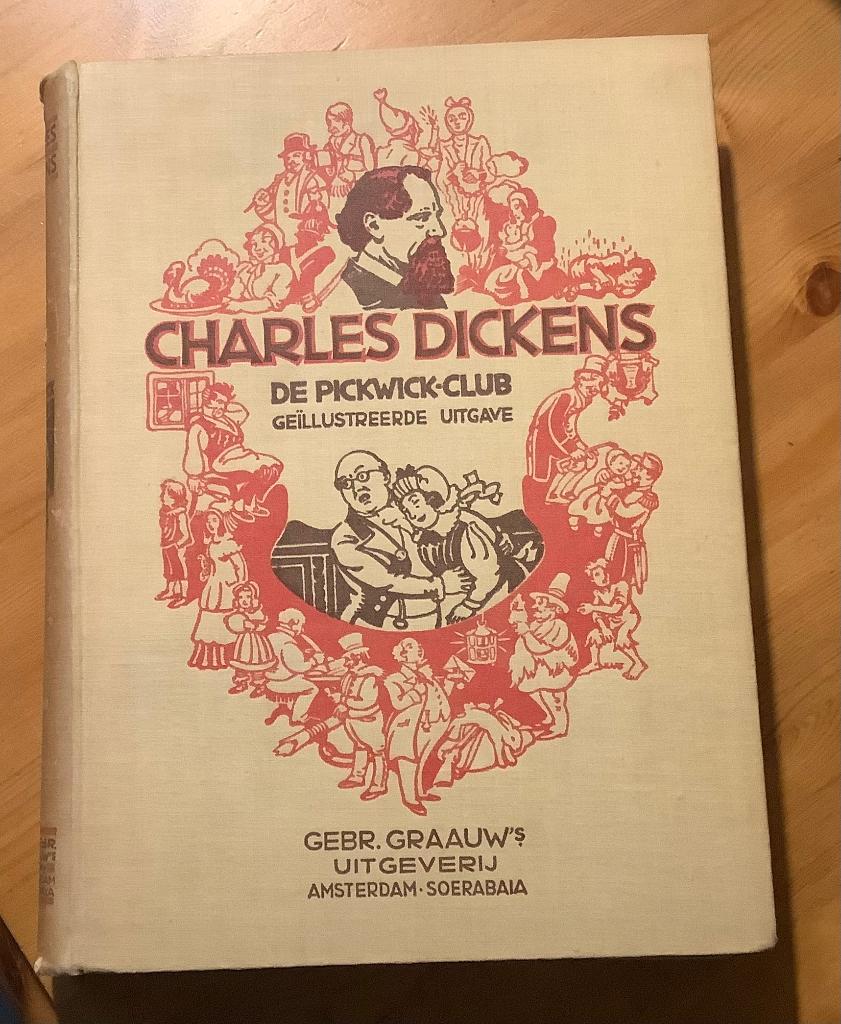 CHARLES DICKENS
DE PICKWICK-CLUB
GEÏLLUSTREERDE UITGAVE
GEBR. GRAAUW'S
UITGEVERIJ
AMSTERDAM·SOERABAIA